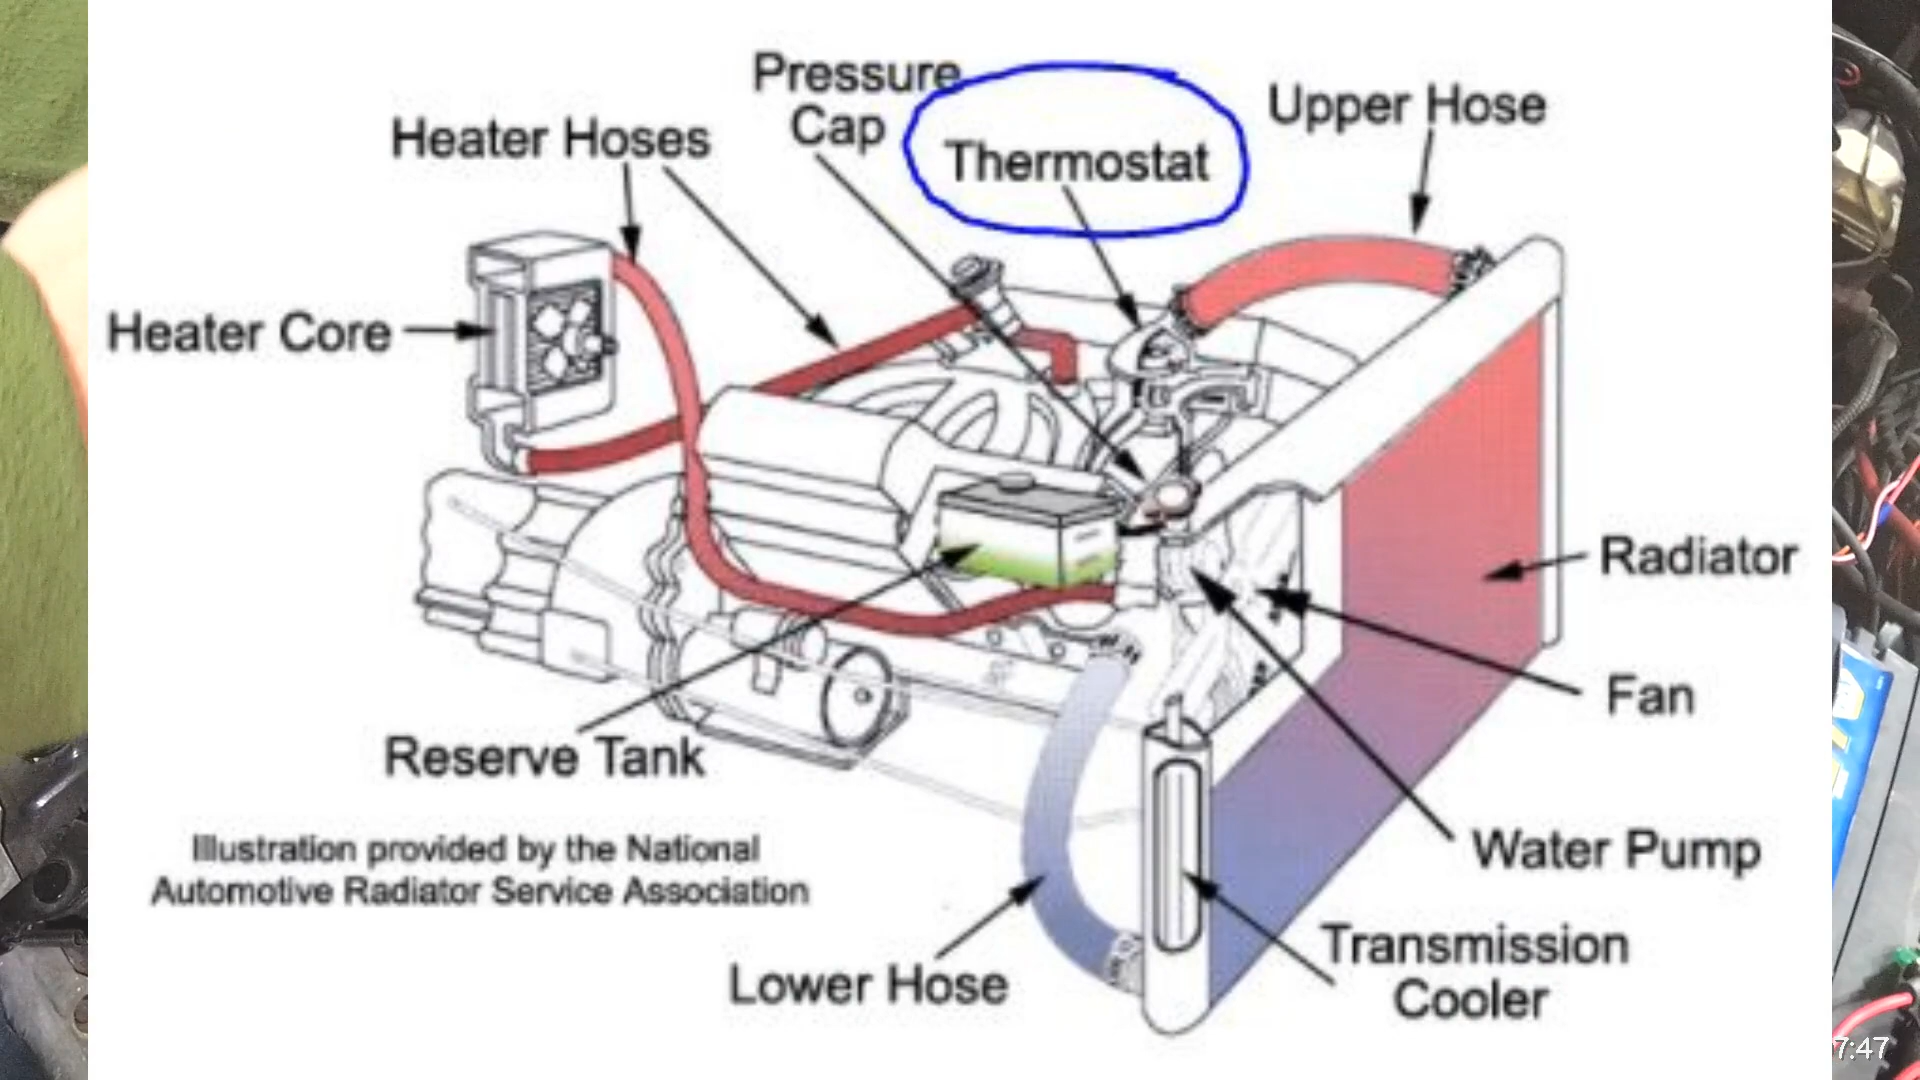 Pressure
Cap
Thermostat
Upper Hose
Heater Hoses
Heater Core
Radiator
Fan
Reserve Tank
Water Pump
Illustration provided by the National
Automotive Radiator Service Association
Lower Hose
Transmission
Cooler
7:47